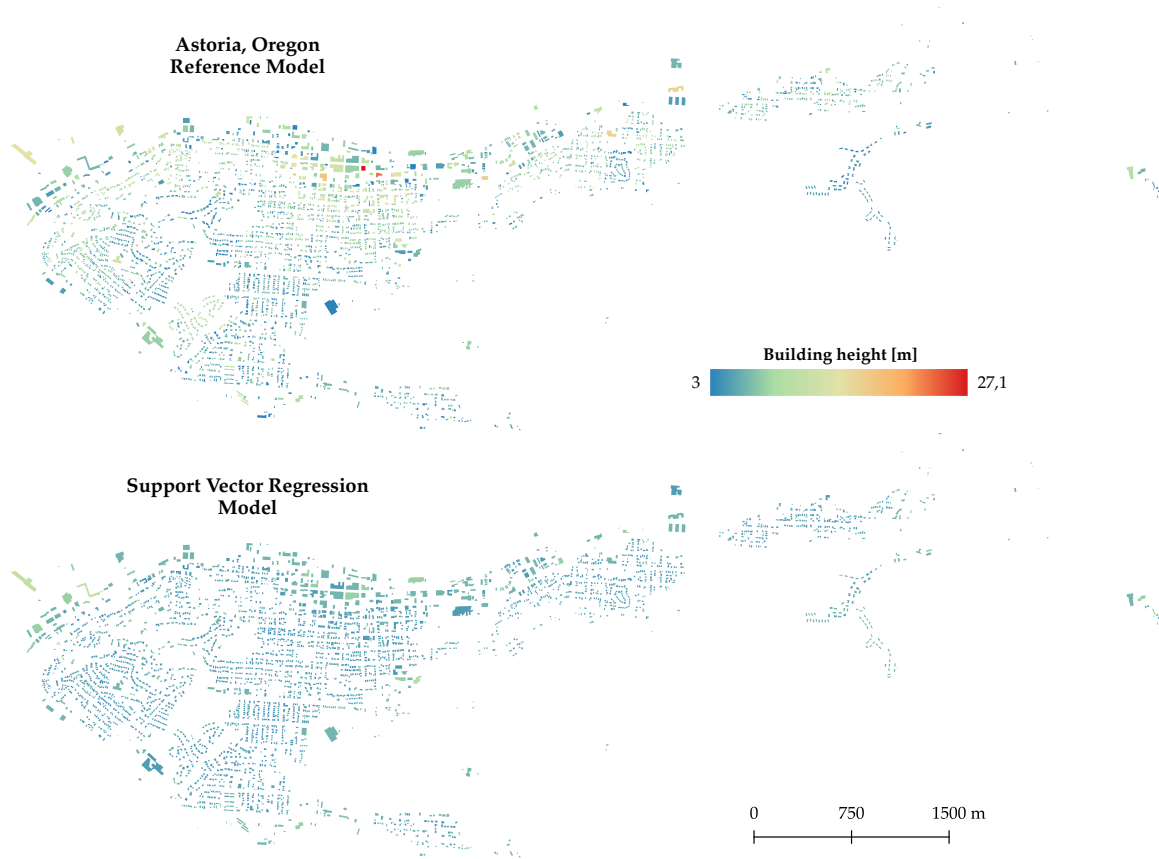 Astoria, Oregon
Reference Model
Building height [m]
3
27,1
Support Vector Regression
Model
0
750
1500 m